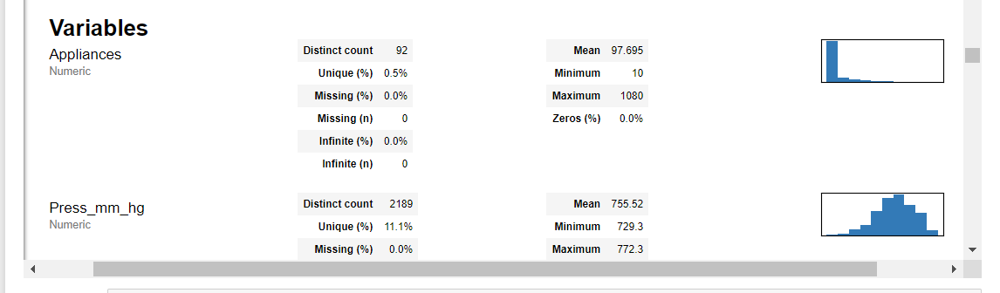 Variables
Appliances
Numeric
Distinct count 92
Unique (%) 0.5%
Missing (%) 0.0%
Missing (n) 0
Infinite (%) 0.0%
Infinite (n) 0
Mean 97.695
Minimum 10
Maximum 1080
Zeros (%) 0.0%
Press_mm_hg
Numeric
Distinct count 2189
Unique (%) 11.1%
Missing (%) 0.0%
Mean 755.52
Minimum 729.3
Maximum 772.3